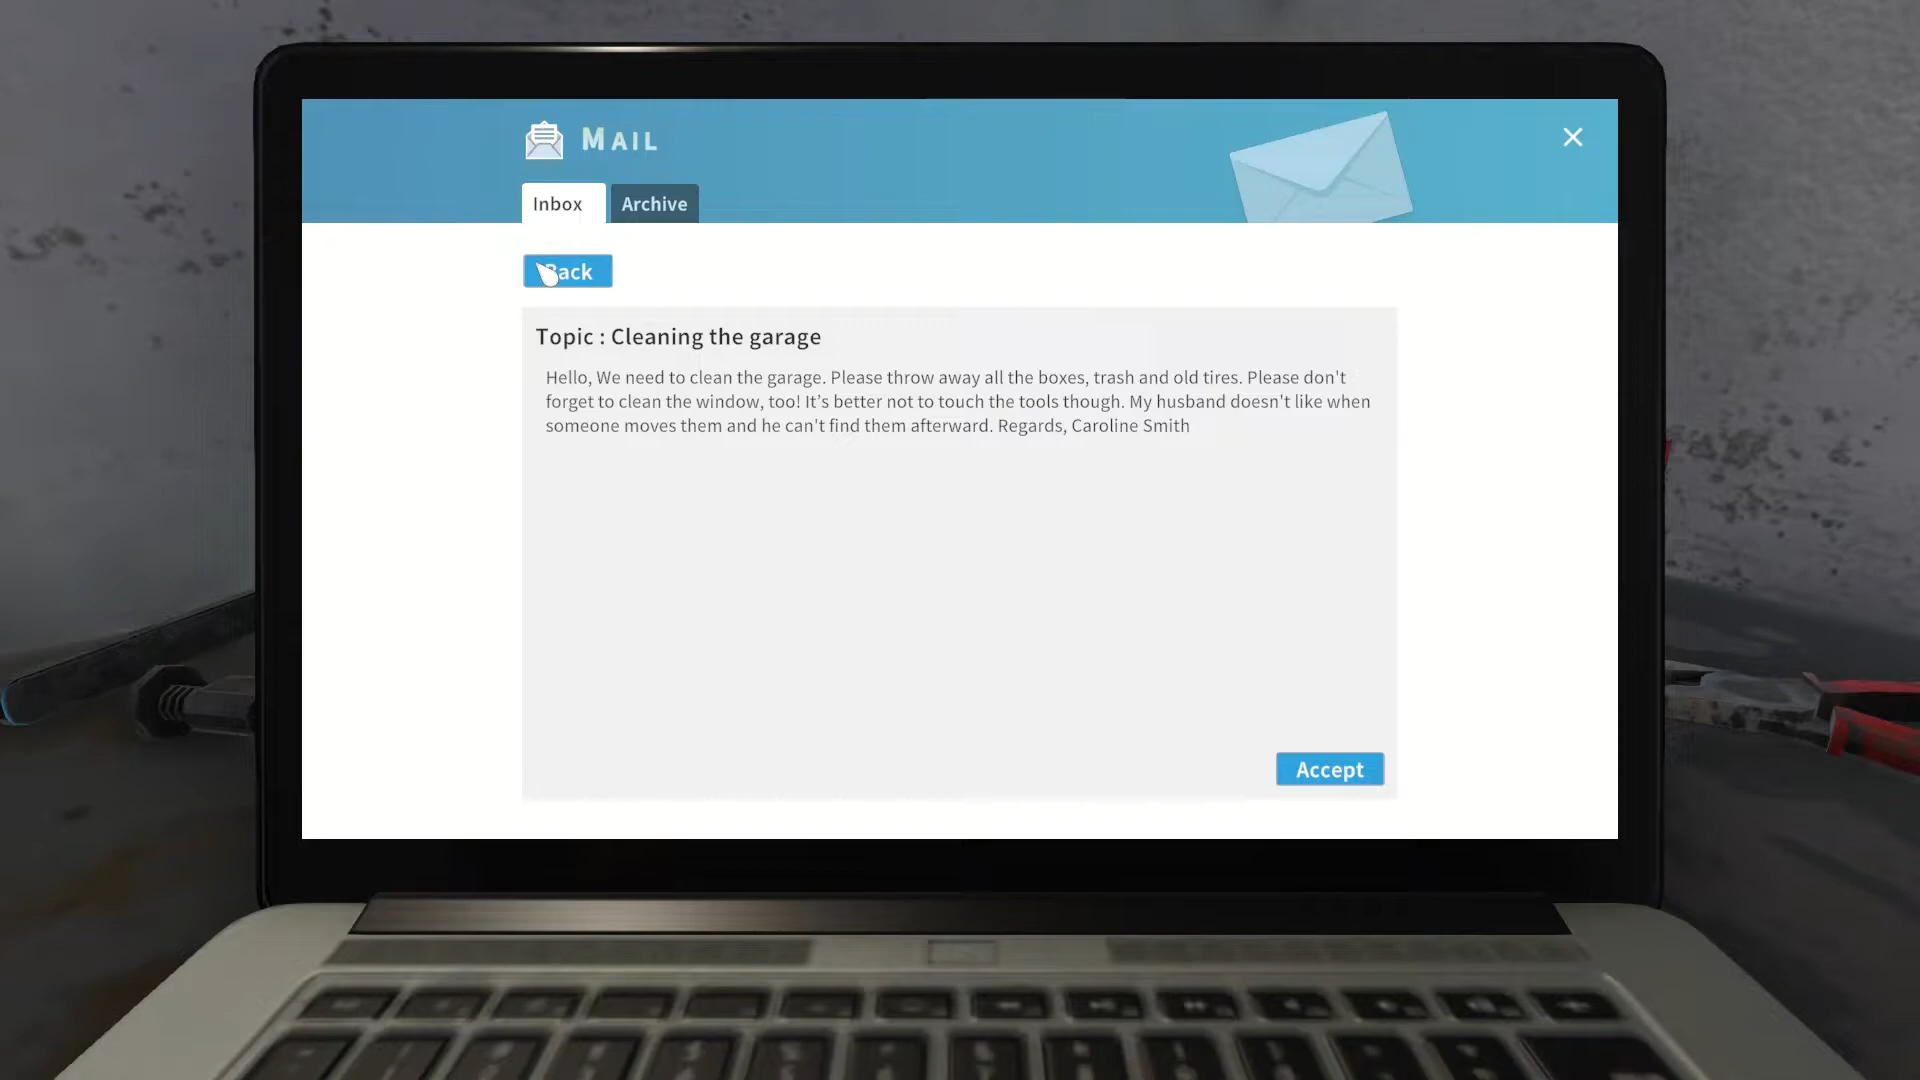 MAIL
Inbox
Archive
Back
Topic : Cleaning the garage
Hello, We need to clean the garage. Please throw away all the boxes, trash and old tires. Please don't
forget to clean the window, too! It’s better not to touch the tools though. My husband doesn't like when
someone moves them and he can't find them afterward. Regards, Caroline Smith
Accept